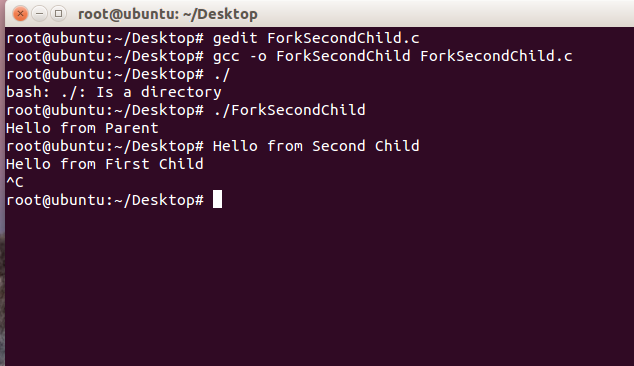 root@ubuntu: ~/Desktop
root@ubuntu:~/Desktop# gedit ForkSecondChild.c
root@ubuntu:~/Desktop# gcc -o ForkSecondChild ForkSecondChild.c
root@ubuntu:~/Desktop# ./
bash: ./: Is a directory
root@ubuntu:~/Desktop# ./ForkSecondChild
Hello from Parent
root@ubuntu:~/Desktop# Hello from Second Child
Hello from First Child
^C
root@ubuntu:~/Desktop#